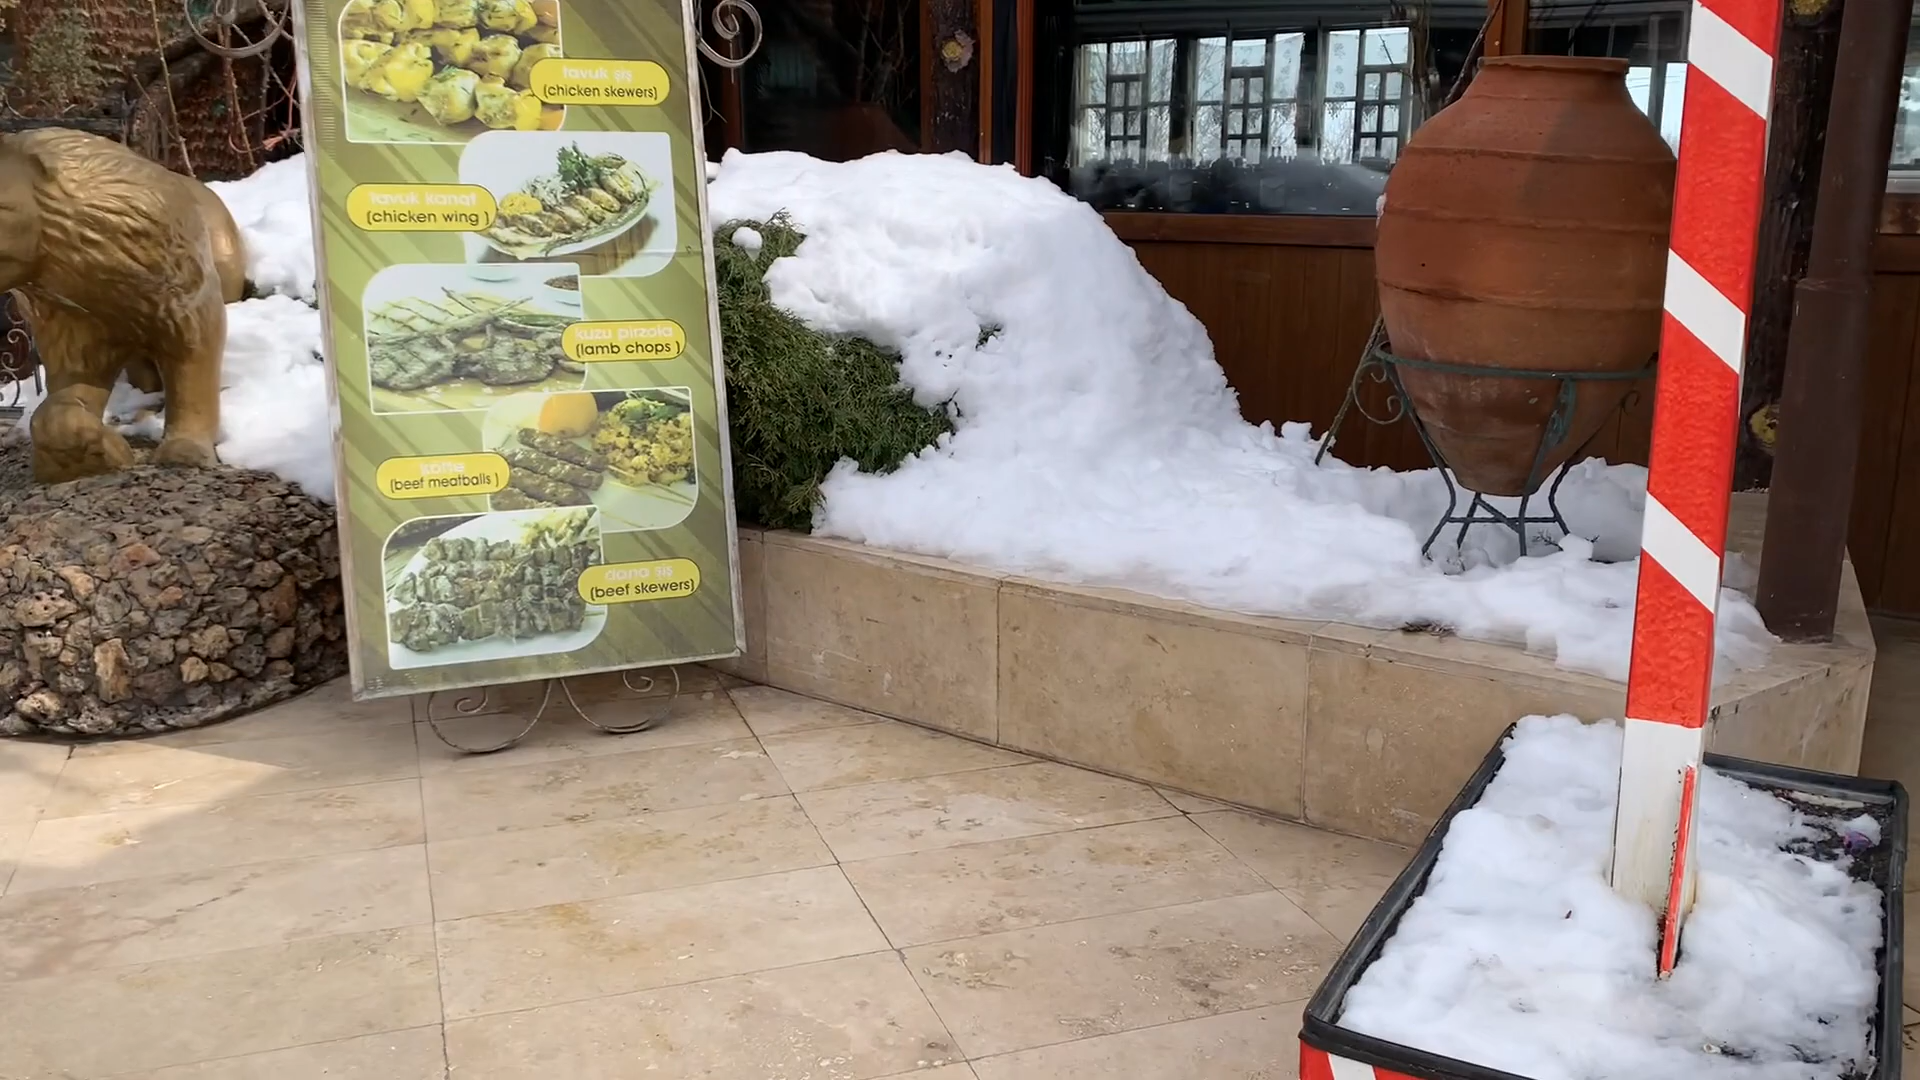 tavuk şiş
(chicken skewers)
tavuk kanat
(chicken wing )
kuzu pirzola
(lamb chops )
köfte
(beef meatballs )
dana şiş
(beef skewers)